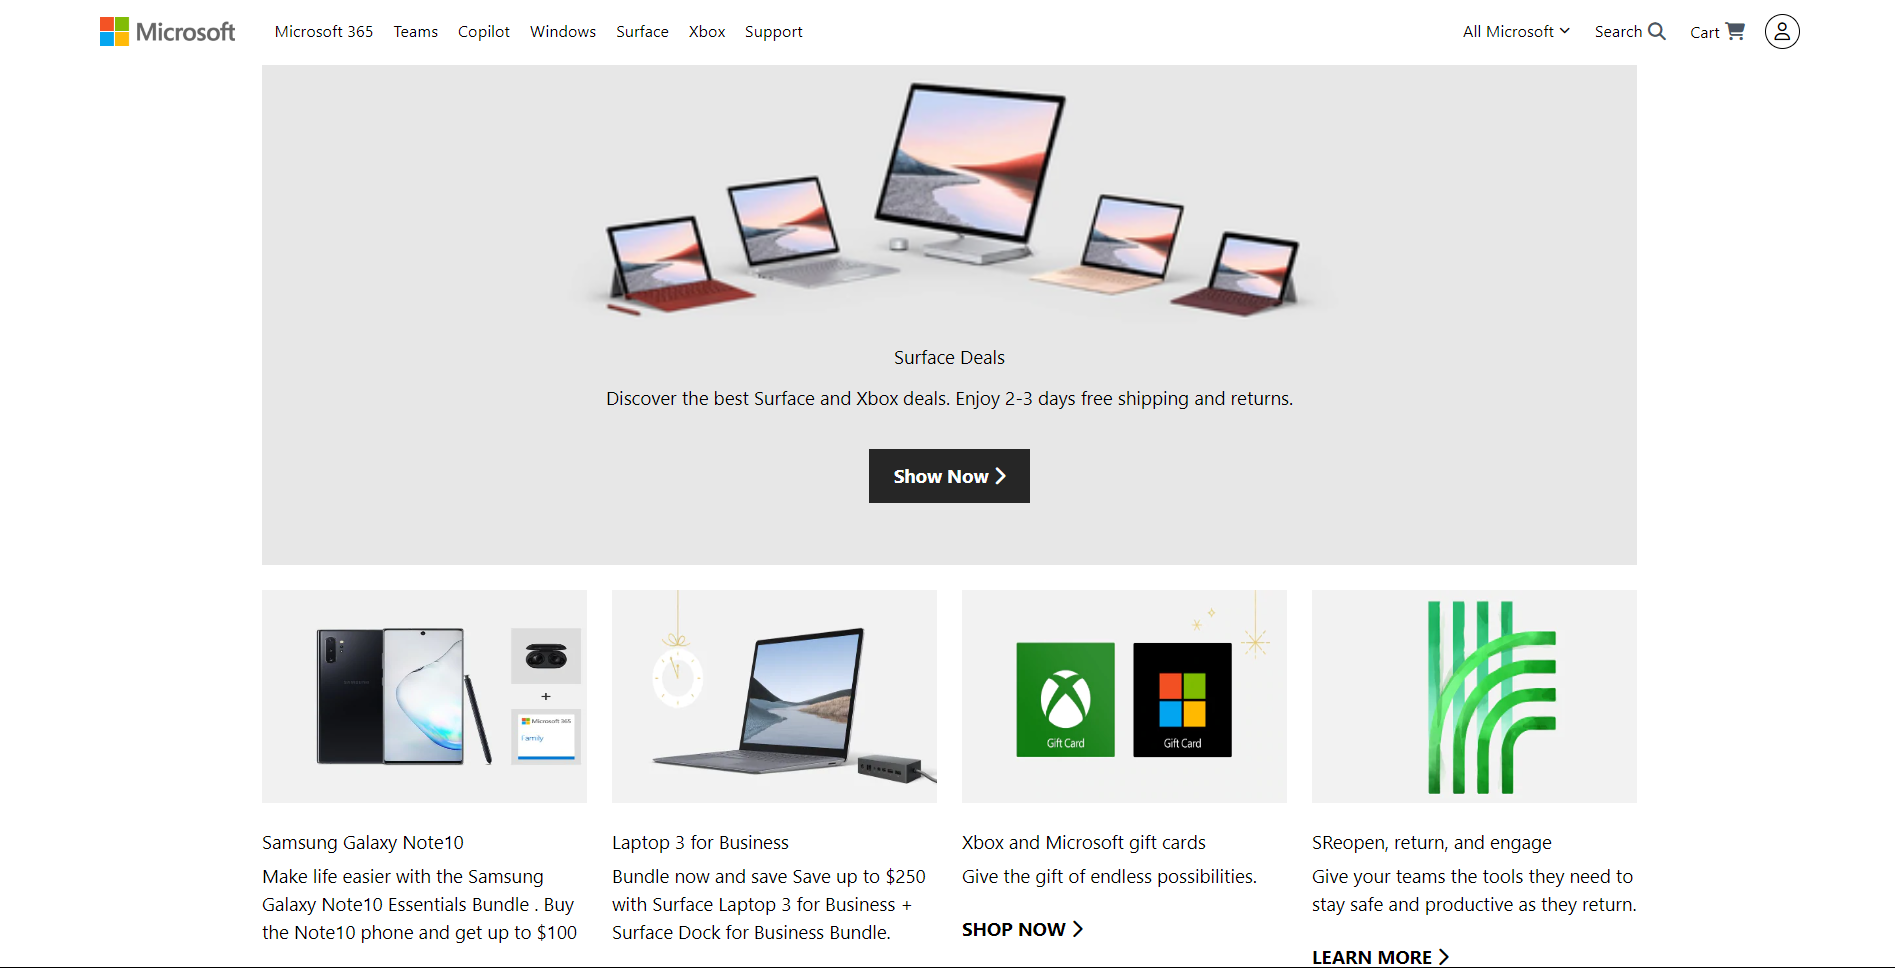 Microsoft
Microsoft 365 Teams Copilot Windows Surface Xbox Support
All Microsoft Search Cart
Surface Deals
Discover the best Surface and Xbox deals. Enjoy 2-3 days free shipping and returns.
Show Now
+
Microsoft 365
Family
Gift Card
Gift Card
Samsung Galaxy Note10
Make life easier with the Samsung
Galaxy Note10 Essentials Bundle . Buy
the Note10 phone and get up to $100
Laptop 3 for Business
Bundle now and save Save up to $250
with Surface Laptop 3 for Business +
Surface Dock for Business Bundle.
Xbox and Microsoft gift cards
Give the gift of endless possibilities.
SHOP NOW
SReopen, return, and engage
Give your teams the tools they need to
stay safe and productive as they return.
LEARN MORE